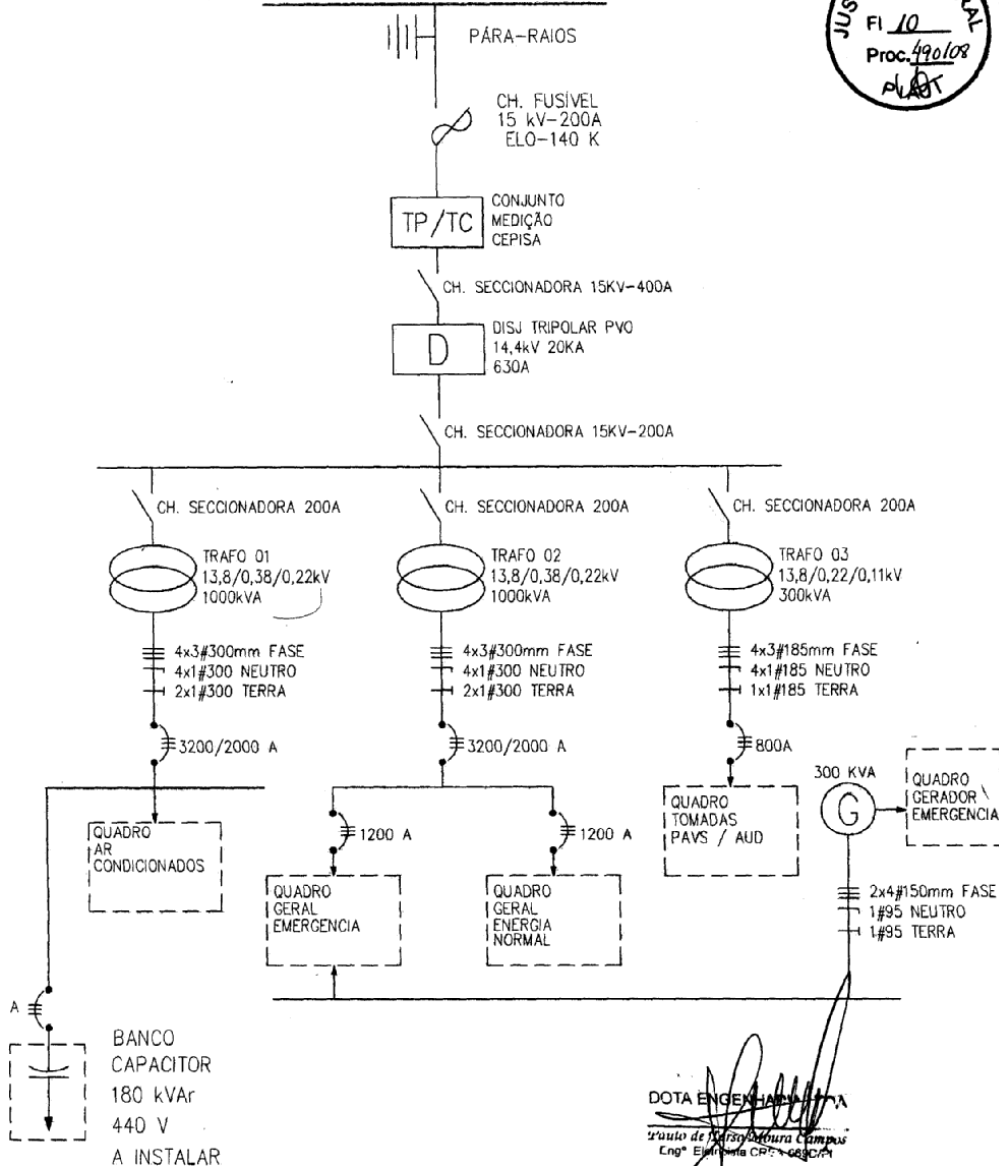 JUS
RAL
Fl 10
Proc. 490/08
PÁRA-RAIOS
CH. FUSÍVEL
15 kV-200A
ELO-140 K
TP/TC
CONJUNTO
MEDIÇÃO
CEPISA
CH. SECCIONADORA 15KV-400A
D
DISJ TRIPOLAR PVO
14,4kV 20KA
630A
CH. SECCIONADORA 15KV-200A
CH. SECCIONADORA 200A
CH. SECCIONADORA 200A
CH. SECCIONADORA 200A
TRAFO 01
13,8/0,38/0,22kV
1000kVA
TRAFO 02
13,8/0,38/0,22kV
1000kVA
TRAFO 03
13,8/0,22/0,11kV
300kVA
4x3#300mm FASE
4x1#300 NEUTRO
2x1#300 TERRA
4x3#300mm FASE
4x1#300 NEUTRO
2x1#300 TERRA
4x3#185mm FASE
4x1#185 NEUTRO
1x1#185 TERRA
3200/2000 A
3200/2000 A
800A
QUADRO
AR
CONDICIONADOS
1200 A
1200 A
QUADRO
TOMADAS
PAVS / AUD
300 KVA
G
QUADRO
GERADOR
EMERGENCIA
QUADRO
GERAL
EMERGENCIA
QUADRO
GERAL
ENERGIA
NORMAL
2x4#150mm FASE
1#95 NEUTRO
1#95 TERRA
A
BANCO
CAPACITOR
180 kVAr
440 V
A INSTALAR
DOTA ENGENHARIA
Paulo de Moura Campos
Engº Eletricista